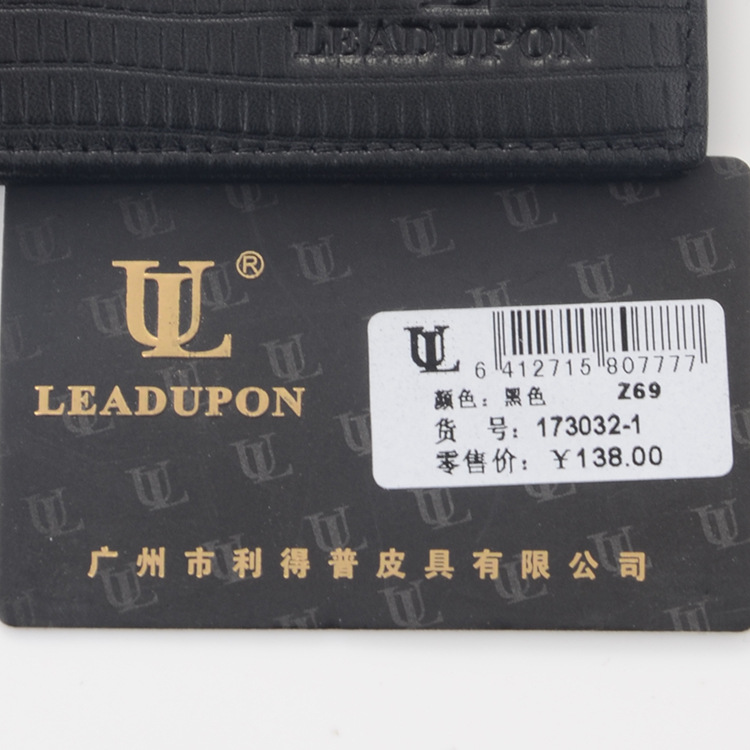 LEADUPON
UL®
LEADUPON
UL
6 412715 807777
颜色：黑色 Z69
货 号：173032-1
零售价：￥138.00
广州市利得普皮具有限公司